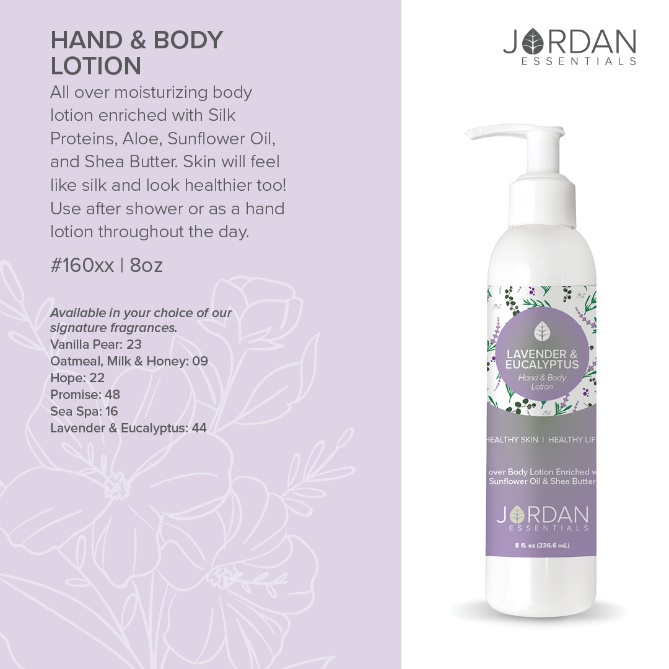 HAND & BODY
LOTION
All over moisturizing body
lotion enriched with Silk
Proteins, Aloe, Sunflower Oil,
and Shea Butter. Skin will feel
like silk and look healthier too!
Use after shower or as a hand
lotion throughout the day.
#160xx | 8oz
Available in your choice of our
signature fragrances.
Vanilla Pear: 23
Oatmeal, Milk & Honey: 09
Hope: 22
Promise: 48
Sea Spa: 16
Lavender & Eucalyptus: 44
JORDAN
ESSENTIALS
LAVENDER &
EUCALYPTUS
Hand & Body
Lotion
HEALTHY SKIN | HEALTHY LIF
over Body Lotion Enriched w
Sunflower Oil & Shea Butter
JORDAN
ESSENTIALS
8 fl. oz (236.6 mL)